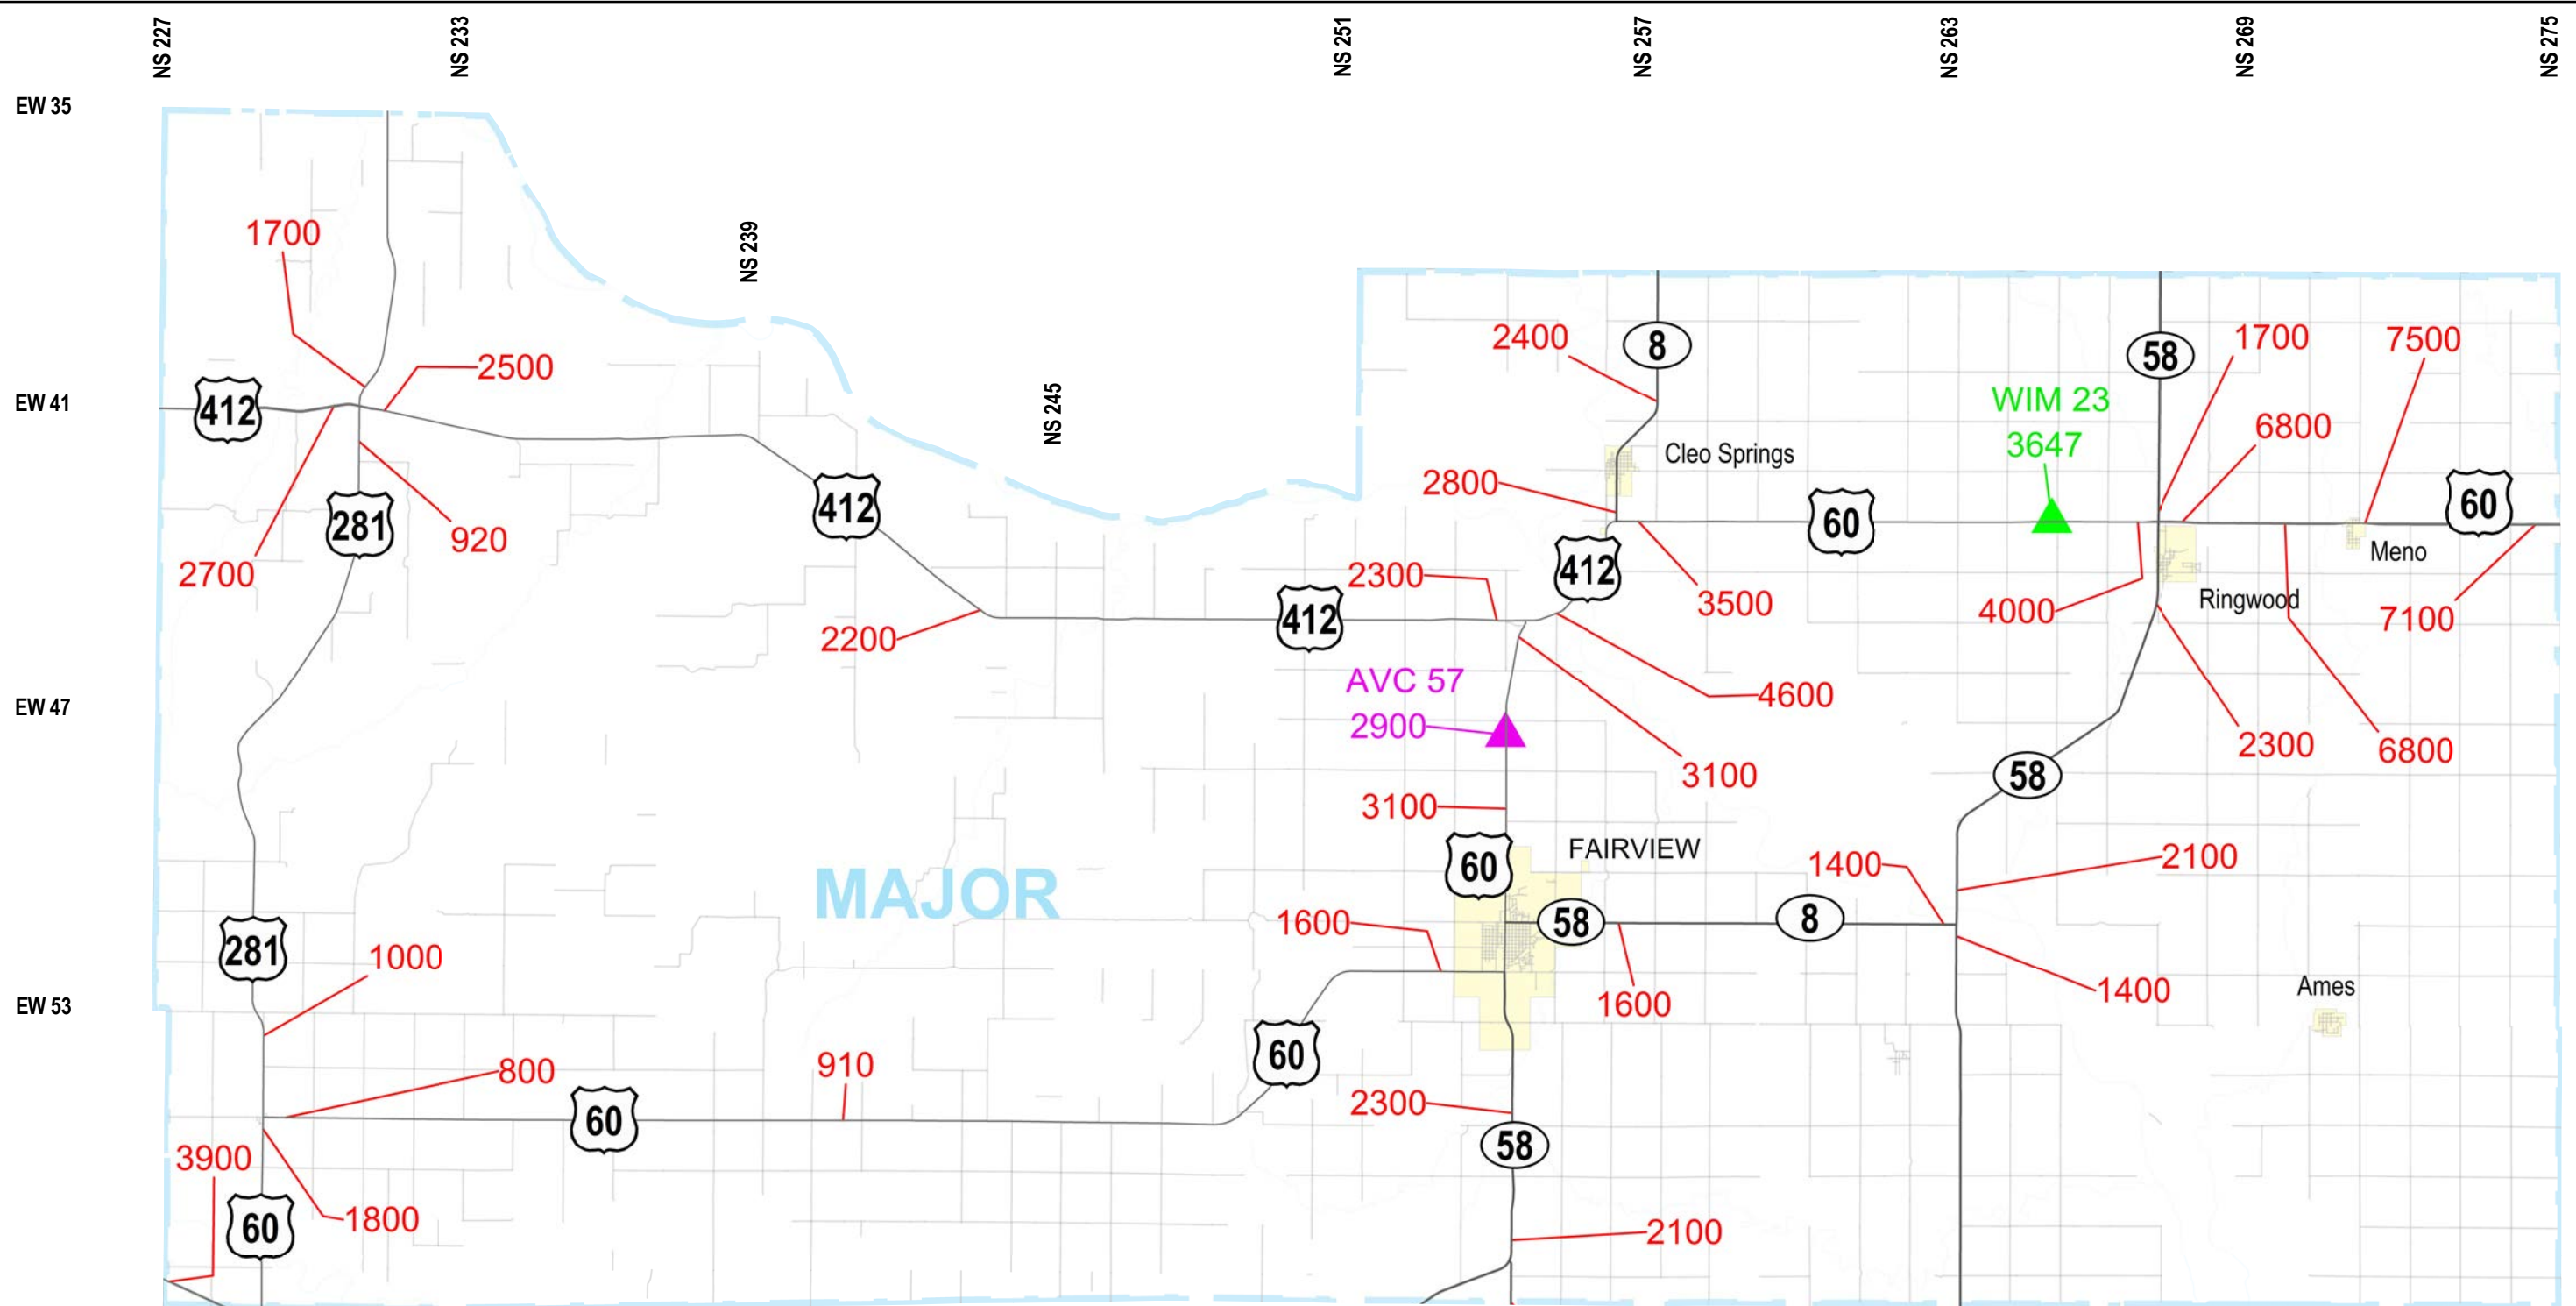 NS 227
NS 233
NS 251
NS 257
NS 263
NS 269
NS 275
EW 35
1700
NS 239
2400
8
58
1700
7500
2500
EW 41
412
NS 245
WIM 23
3647
6800
Cleo Springs
2800
412
281
920
60
60
Meno
2700
2300
412
3500
4000
Ringwood
7100
2200
412
AVC 57
2900
4600
EW 47
3100
2300
6800
58
3100
60
FAIRVIEW
1400
2100
MAJOR
1600
58
8
281
1000
1600
1400
Ames
EW 53
60
800
910
60
2300
58
3900
60
1800
2100